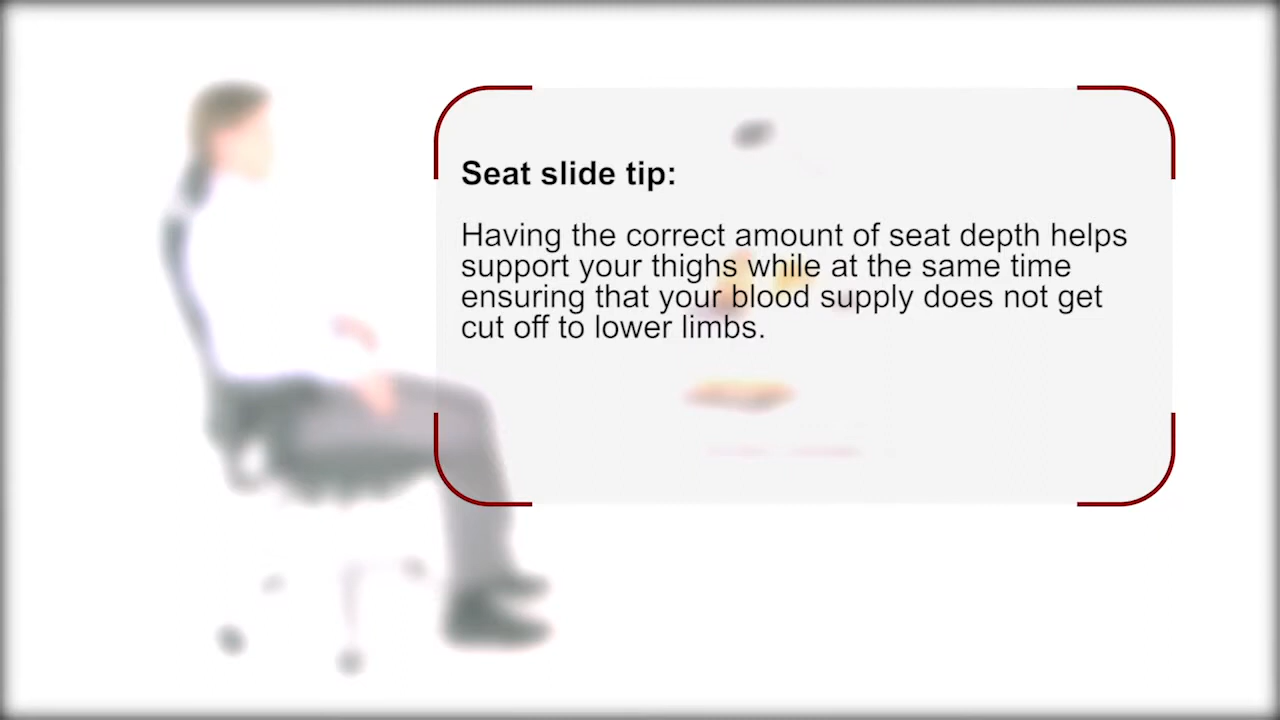 Seat slide tip:
Having the correct amount of seat depth helps
support your thighs while at the same time
ensuring that your blood supply does not get
cut off to lower limbs.